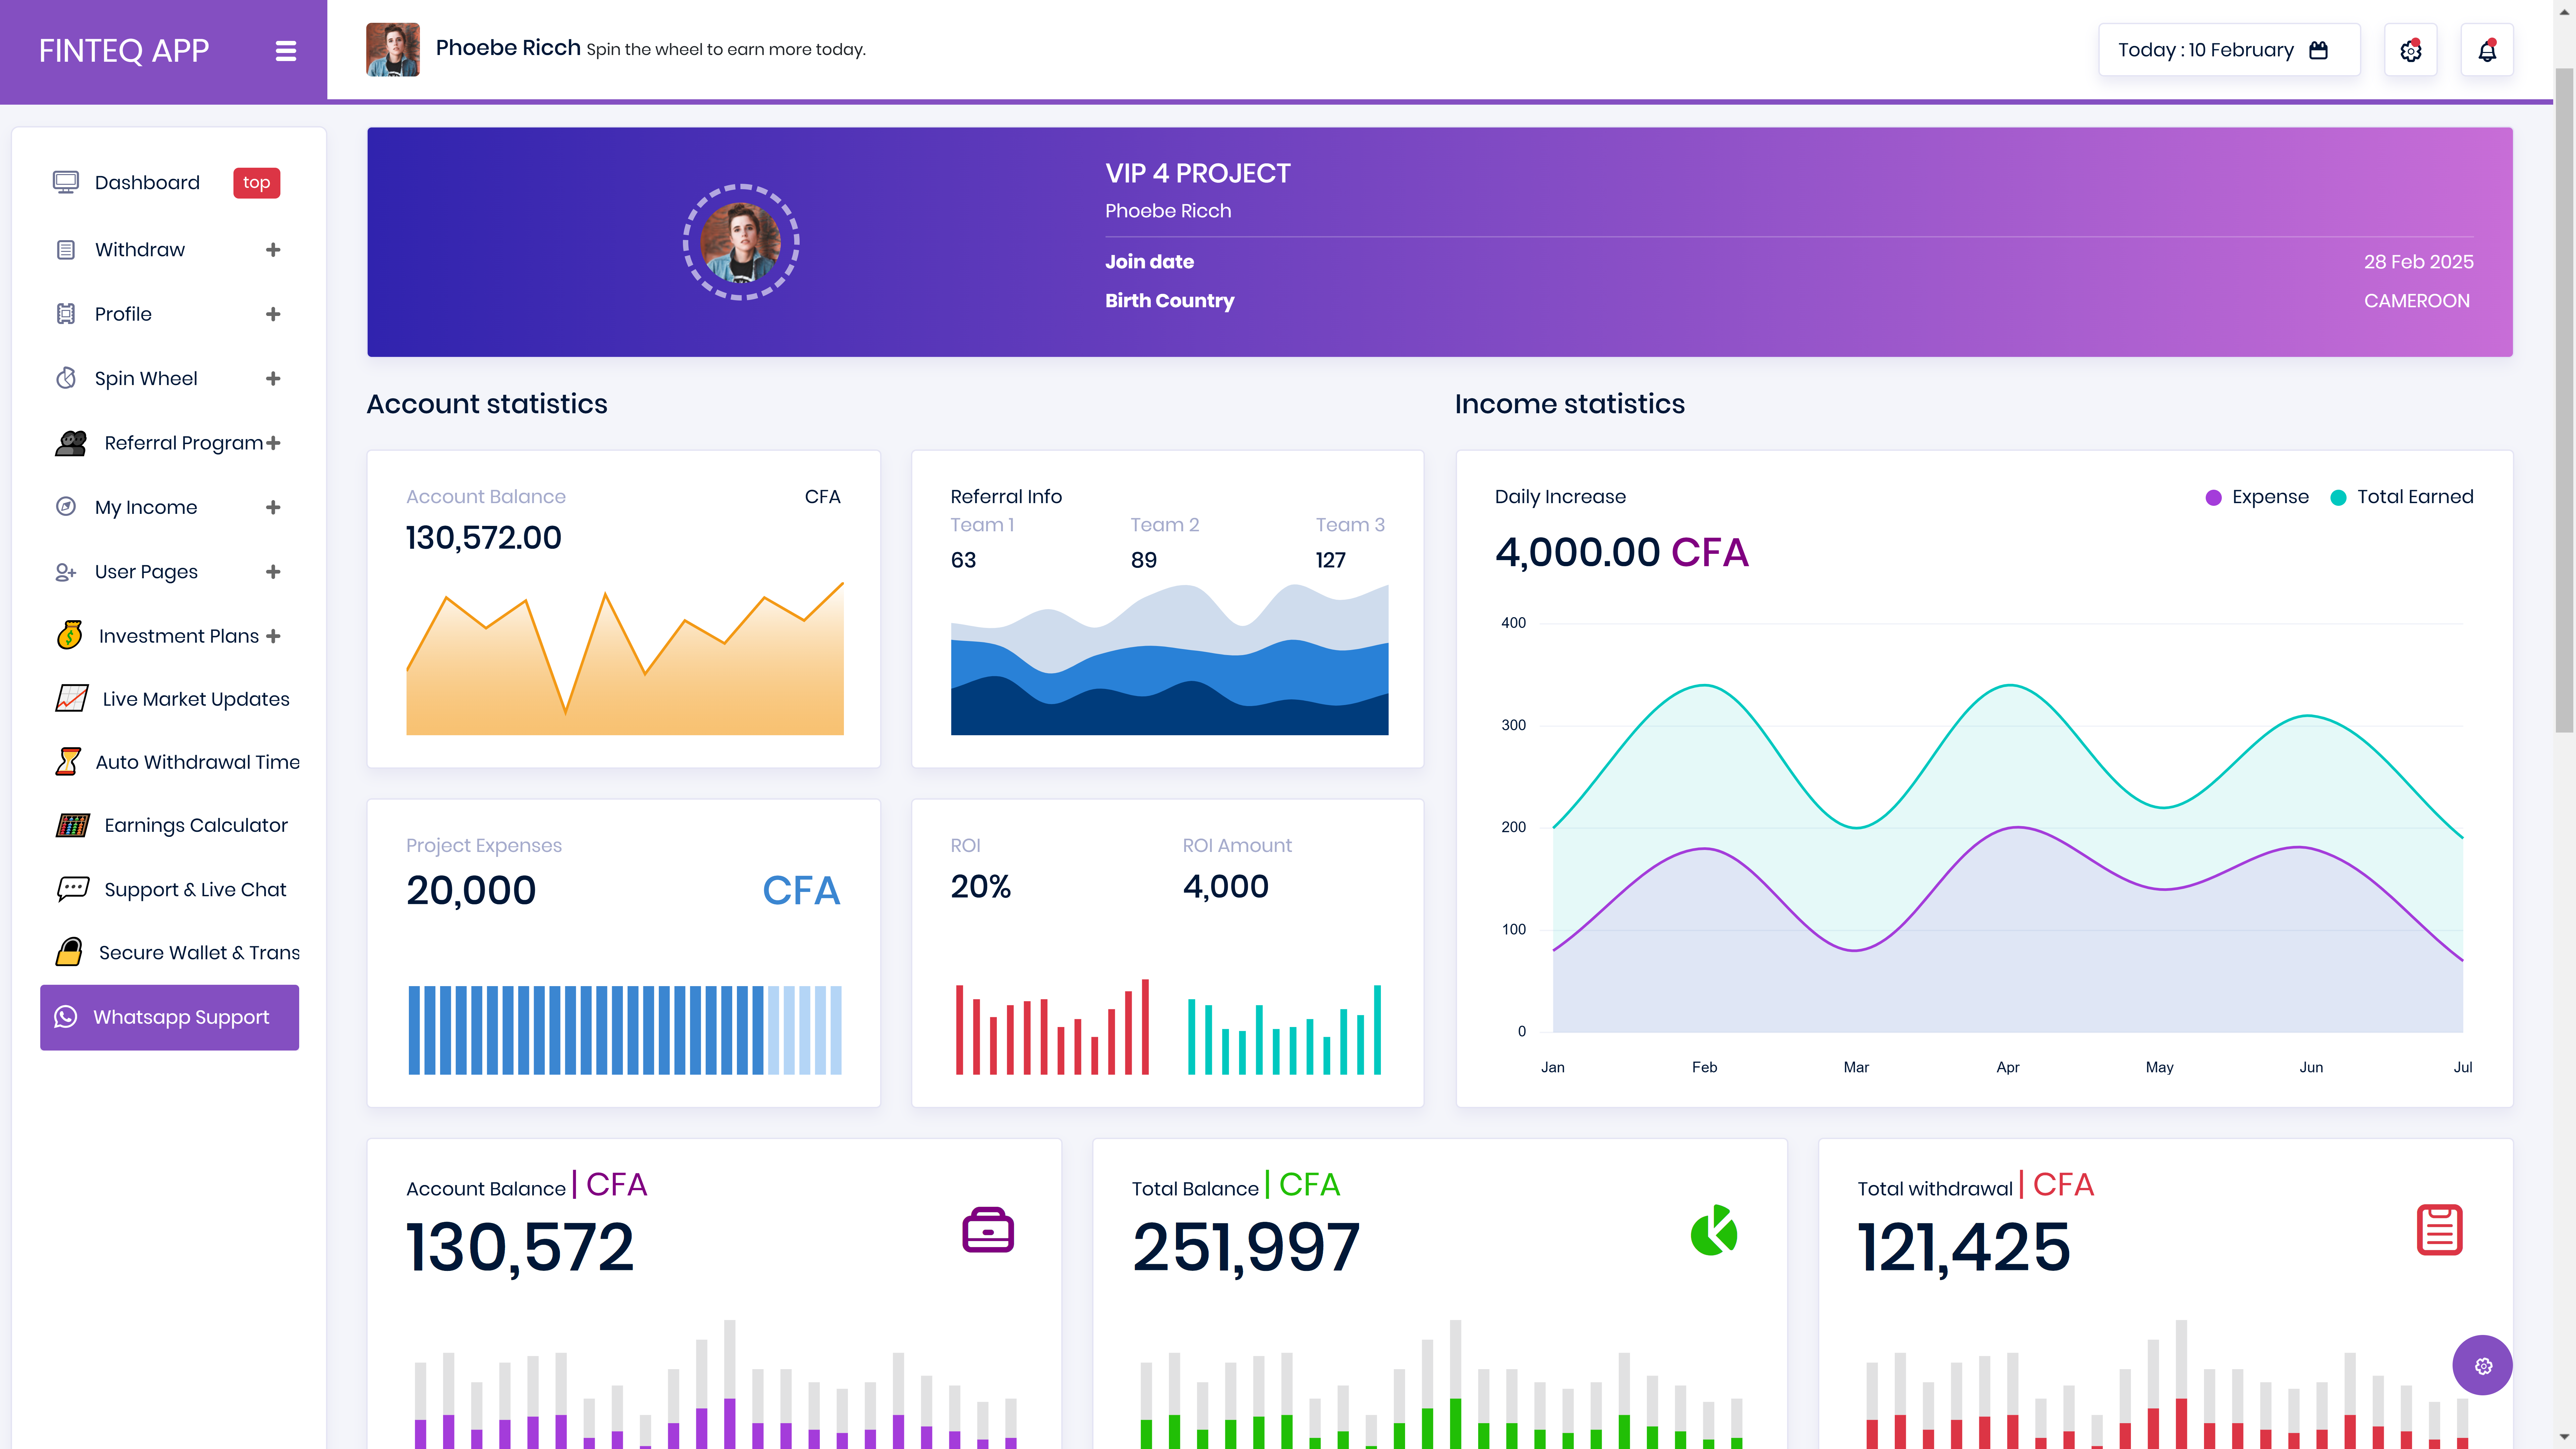 FINTEQ APP
Phoebe Ricch Spin the wheel to earn more today.
Today : 10 February
Dashboard top
Withdraw
Profile
Spin Wheel
Referral Program
My Income
User Pages
Investment Plans
Live Market Updates
Auto Withdrawal Time
Earnings Calculator
Support & Live Chat
Secure Wallet & Trans
Whatsapp Support
VIP 4 PROJECT
Phoebe Ricch
Join date 28 Feb 2025
Birth Country CAMEROON
Account statistics
Account Balance CFA
130,572.00
Referral Info
Team 1 Team 2 Team 3
63 89 127
Project Expenses
20,000 CFA
ROI ROI Amount
20% 4,000
Income statistics
Daily Increase Expense Total Earned
4,000.00 CFA
400
300
200
100
0
Jan Feb Mar Apr May Jun Jul
Account Balance | CFA
130,572
Total Balance | CFA
251,997
Total withdrawal | CFA
121,425